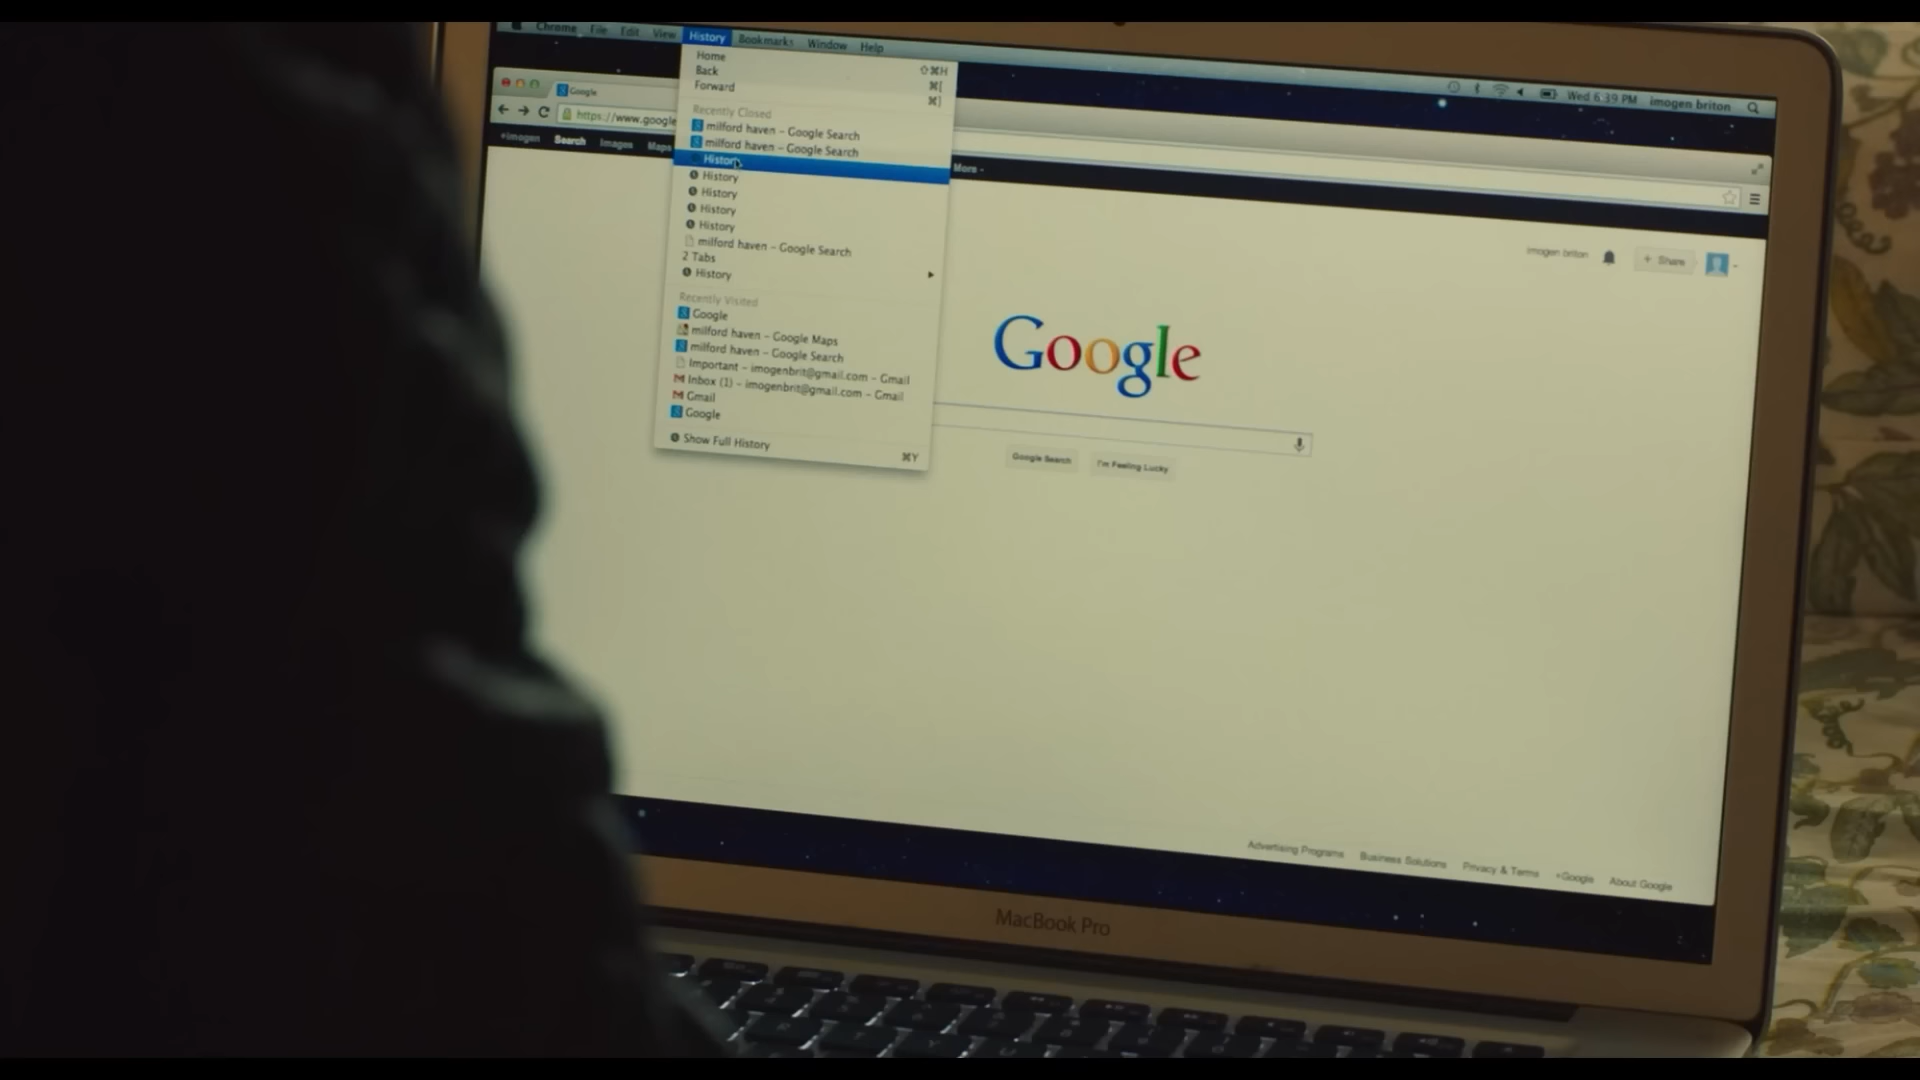 Chrome File Edit View History Bookmarks Window Help
Wed 6:39 PM imogen briton
Google
https://www.google
+Imogen Search Images Maps
More
Home ⇧⌘H
Back ⌘[
Forward ⌘]
Recently Closed
milford haven - Google Search
milford haven - Google Search
History
History
History
History
History
milford haven - Google Search
2 Tabs
History
Recently Visited
Google
milford haven - Google Maps
milford haven - Google Search
Important - imogenbrit@gmail.com - Gmail
Inbox (1) - imogenbrit@gmail.com - Gmail
Gmail
Google
Show Full History ⌘Y
imogen briton
+ Share
Google
Google Search I'm Feeling Lucky
Advertising Programs Business Solutions Privacy & Terms +Google About Google
MacBook Pro